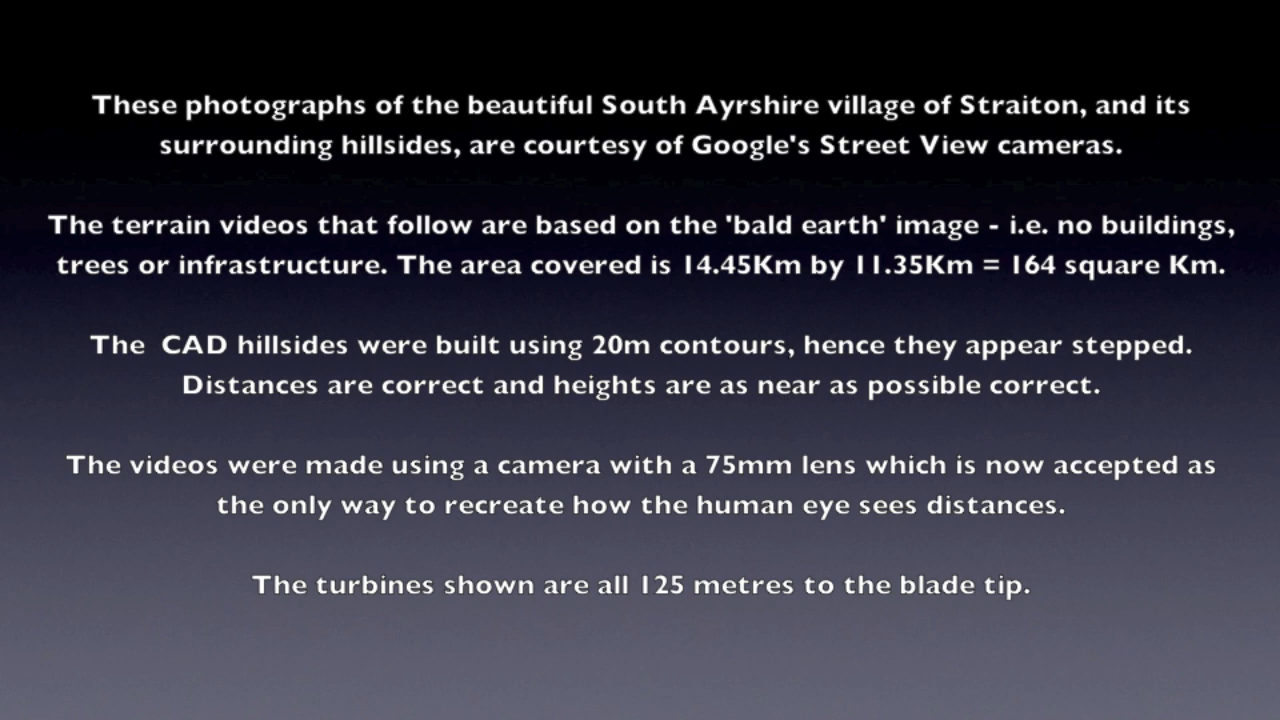 These photographs of the beautiful South Ayrshire village of Straiton, and its
surrounding hillsides, are courtesy of Google's Street View cameras.
The terrain videos that follow are based on the 'bald earth' image - i.e. no buildings,
trees or infrastructure. The area covered is 14.45Km by 11.35Km = 164 square Km.
The CAD hillsides were built using 20m contours, hence they appear stepped.
Distances are correct and heights are as near as possible correct.
The videos were made using a camera with a 75mm lens which is now accepted as
the only way to recreate how the human eye sees distances.
The turbines shown are all 125 metres to the blade tip.